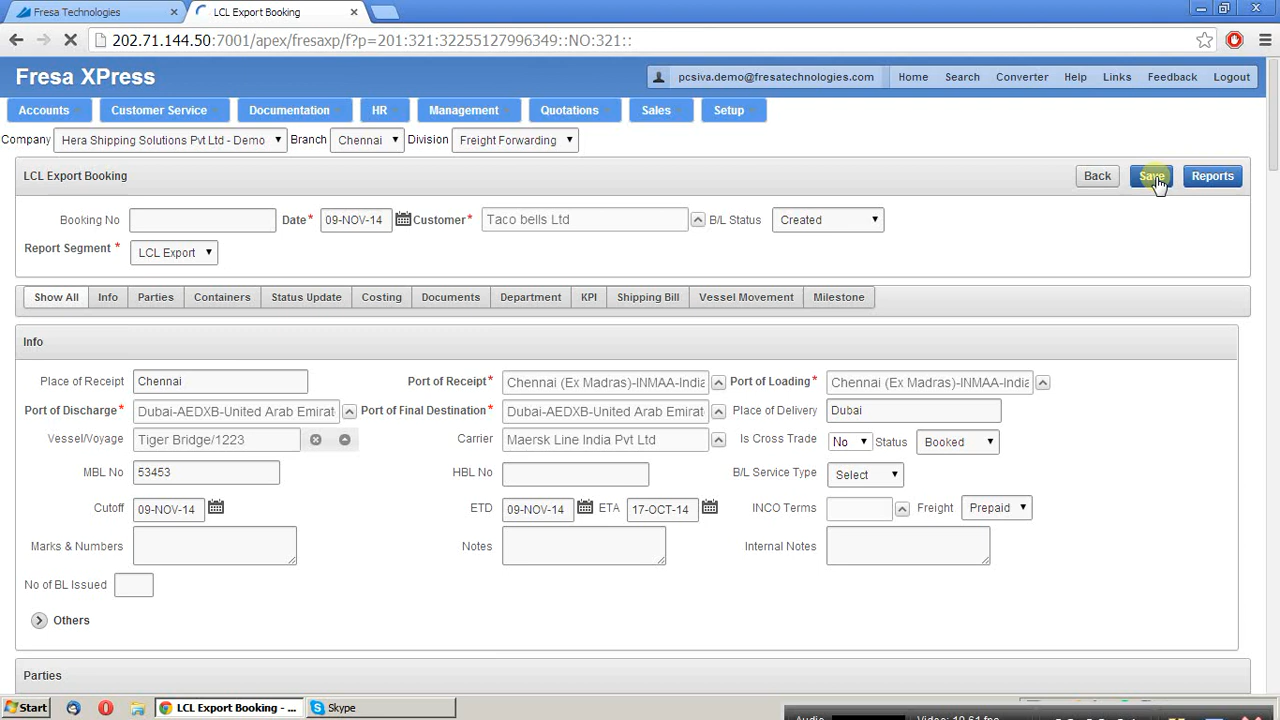 Fresa Technologies
LCL Export Booking
202.71.144.50:7001/apex/fresaxp/f?p=201:321:32255127996349::NO:321::
Fresa XPress
pcsiva.demo@fresatechnologies.com Home Search Converter Help Links Feedback Logout
Accounts Customer Service Documentation HR Management Quotations Sales Setup
Company Hera Shipping Solutions Pvt Ltd - Demo Branch Chennai Division Freight Forwarding
LCL Export Booking Back Save Reports
Booking No Date* 09-NOV-14 Customer* Taco bells Ltd B/L Status Created
Report Segment * LCL Export
Show All Info Parties Containers Status Update Costing Documents Department KPI Shipping Bill Vessel Movement Milestone
Info
Place of Receipt Chennai Port of Receipt* Chennai (Ex Madras)-INMAA-India Port of Loading* Chennai (Ex Madras)-INMAA-India
Port of Discharge* Dubai-AEDXB-United Arab Emirat Port of Final Destination* Dubai-AEDXB-United Arab Emirat Place of Delivery Dubai
Vessel/Voyage Tiger Bridge/1223 Carrier Maersk Line India Pvt Ltd Is Cross Trade No Status Booked
MBL No 53453 HBL No B/L Service Type Select
Cutoff 09-NOV-14 ETD 09-NOV-14 ETA 17-OCT-14 INCO Terms Freight Prepaid
Marks & Numbers Notes Internal Notes
No of BL Issued
Others
Parties
Start LCL Export Booking - ... Skype